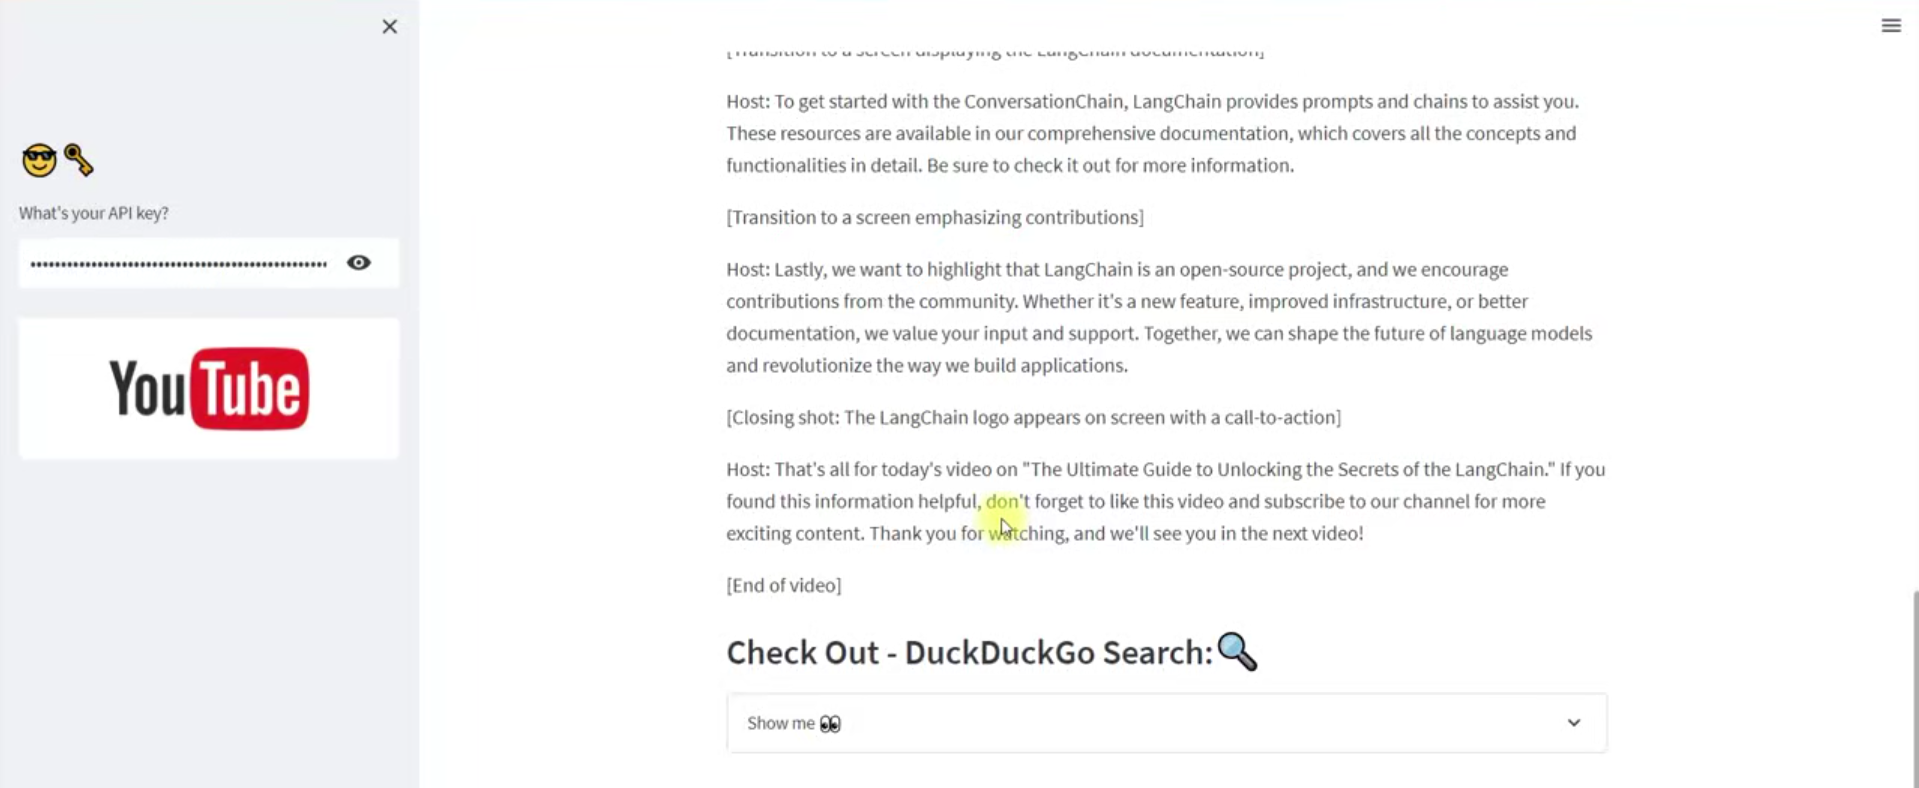 What's your API key?
YouTube
[Transition to a screen displaying the LangChain documentation]
Host: To get started with the ConversationChain, LangChain provides prompts and chains to assist you.
These resources are available in our comprehensive documentation, which covers all the concepts and
functionalities in detail. Be sure to check it out for more information.
[Transition to a screen emphasizing contributions]
Host: Lastly, we want to highlight that LangChain is an open-source project, and we encourage
contributions from the community. Whether it's a new feature, improved infrastructure, or better
documentation, we value your input and support. Together, we can shape the future of language models
and revolutionize the way we build applications.
[Closing shot: The LangChain logo appears on screen with a call-to-action]
Host: That's all for today's video on "The Ultimate Guide to Unlocking the Secrets of the LangChain." If you
found this information helpful, don't forget to like this video and subscribe to our channel for more
exciting content. Thank you for watching, and we'll see you in the next video!
[End of video]
Check Out - DuckDuckGo Search:🔍
Show me 👀